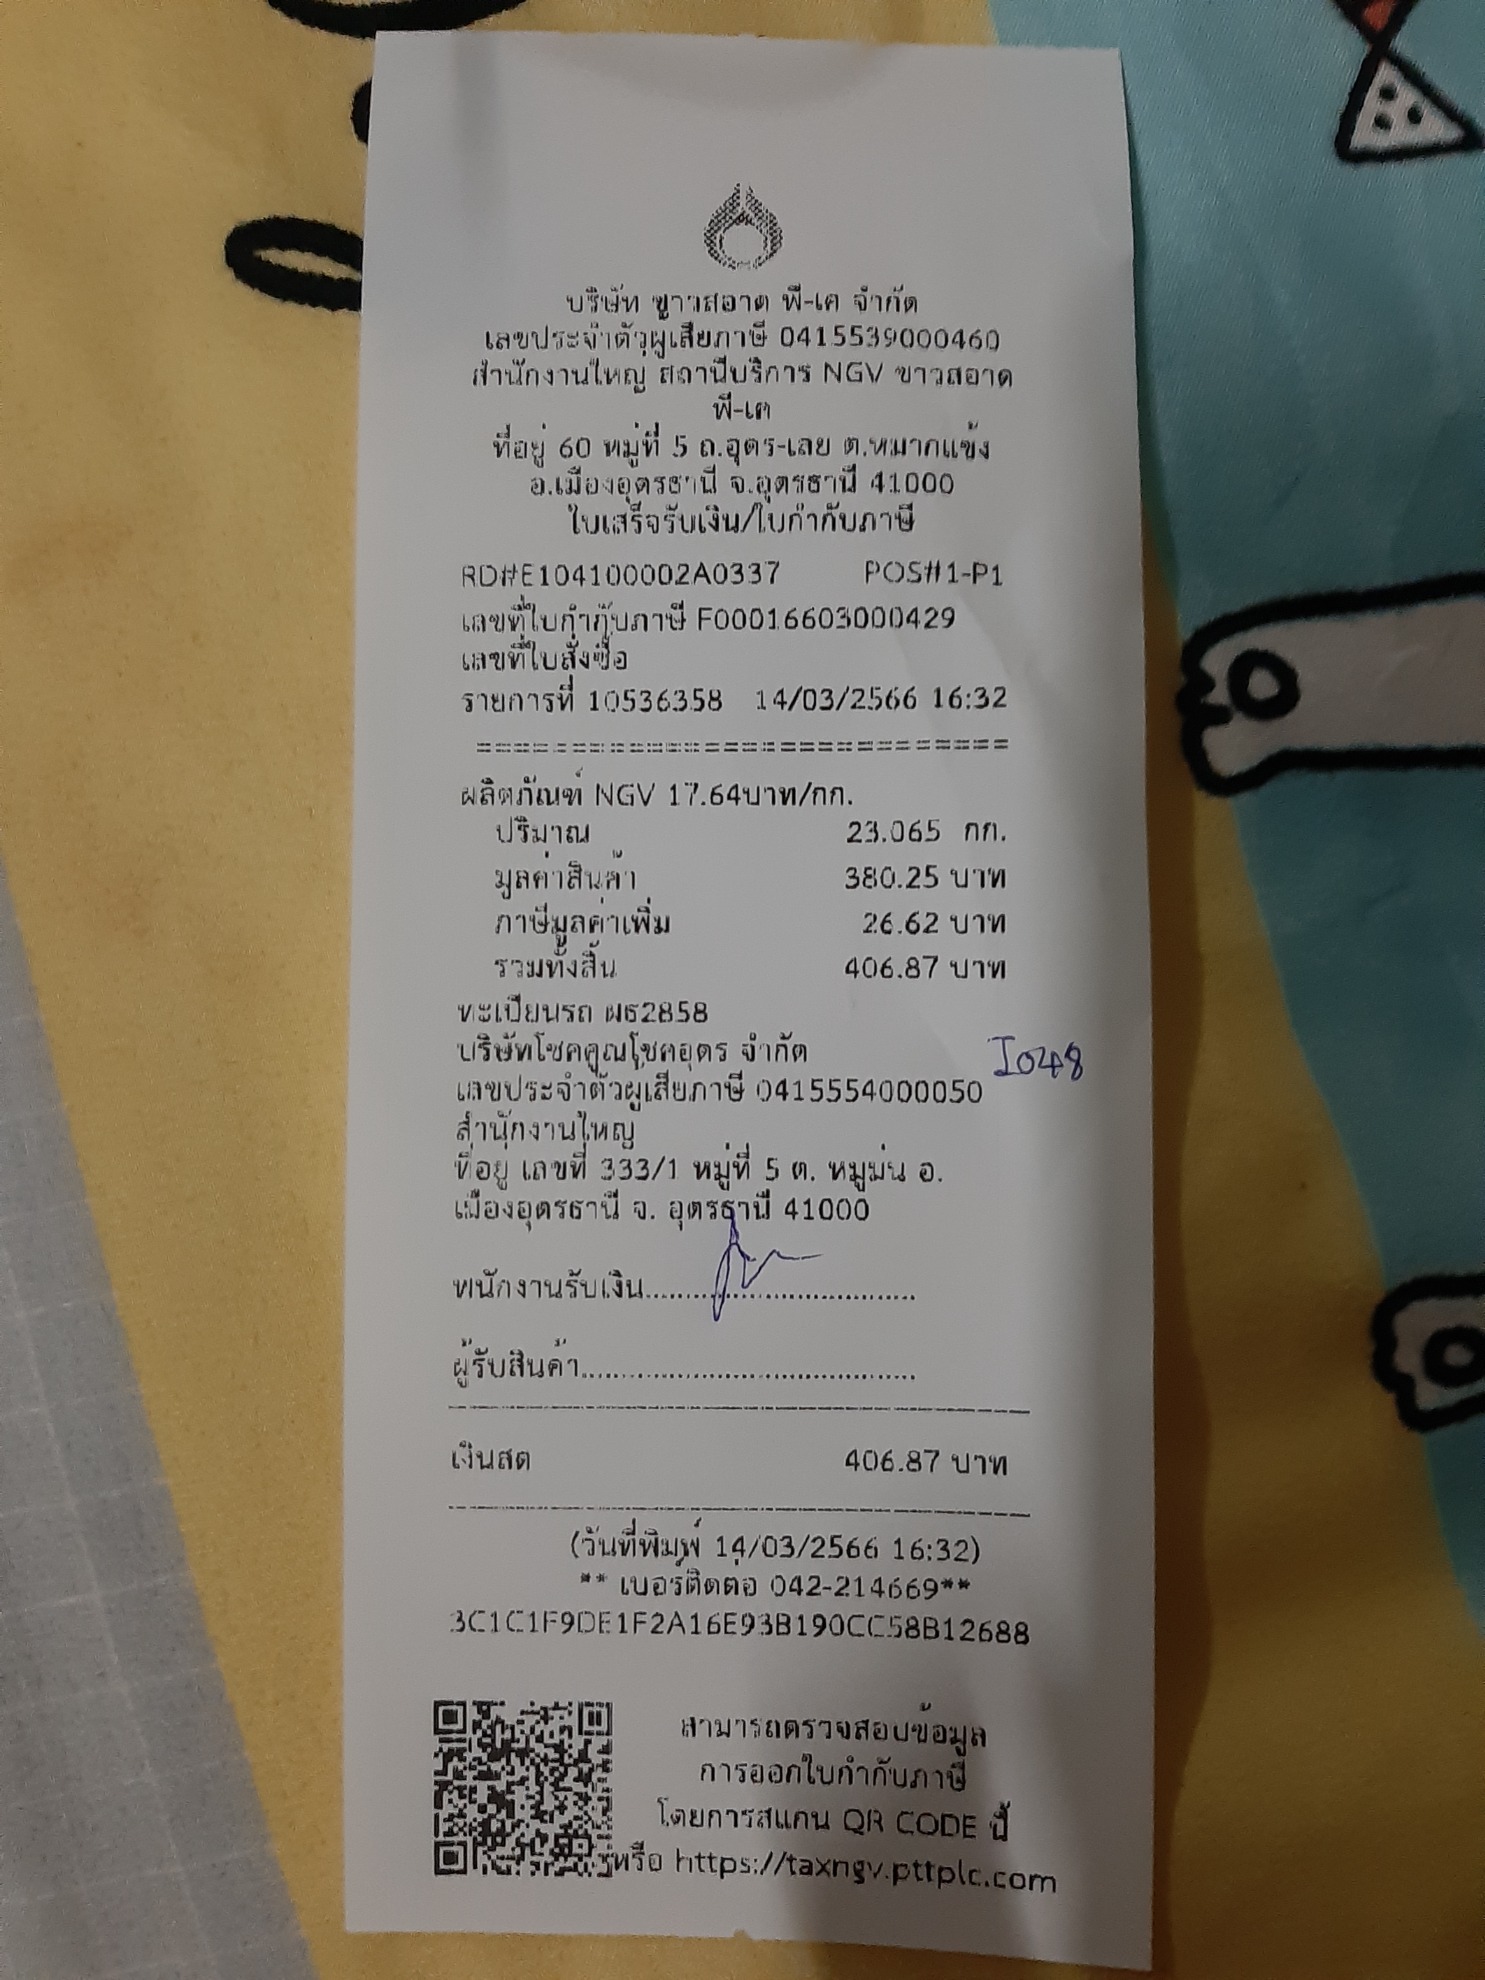 บริษัท ขาวสอาด พี-เค จำกัด
เลขประจำตัวผู้เสียภาษี 0415539000460
สำนักงานใหญ่ สถานีบริการ NGV ขาวสอาด
พี-เค
ที่อยู่ 60 หมู่ที่ 5 ถ.อุดร-เลย ต.หมากแข้ง
อ.เมืองอุดรธานี จ.อุดรธานี 41000
ใบเสร็จรับเงิน/ใบกำกับภาษี
RD#E104100002A0337 POS#1-P1
เลขที่ใบกำกับภาษี F00016603000429
เลขที่ใบสั่งซื้อ
รายการที่ 10536358 14/03/2566 16:32
ผลิตภัณฑ์ NGV 17.64บาท/กก.
ปริมาณ 23.065 กก.
มูลค่าสินค้า 380.25 บาท
ภาษีมูลค่าเพิ่ม 26.62 บาท
รวมทั้งสิ้น 406.87 บาท
ทะเบียนรถ ผธ2858
บริษัทโชคคูณโชคอุดร จำกัด I048
เลขประจำตัวผู้เสียภาษี 0415554000050
สำนักงานใหญ่
ที่อยู่ เลขที่ 333/1 หมู่ที่ 5 ต. หมูม่น อ.
เมืองอุดรธานี จ. อุดรธานี 41000
พนักงานรับเงิน....................................
ผู้รับสินค้า............................................
เงินสด 406.87 บาท
(วันที่พิมพ์ 14/03/2566 16:32)
** เบอร์ติดต่อ 042-214669**
3C1C1F9DE1F2A16E93B190CC58B12688
สามารถตรวจสอบข้อมูล
การออกใบกำกับภาษี
โดยการสแกน QR CODE นี้
หรือ https://taxngv.pttplc.com